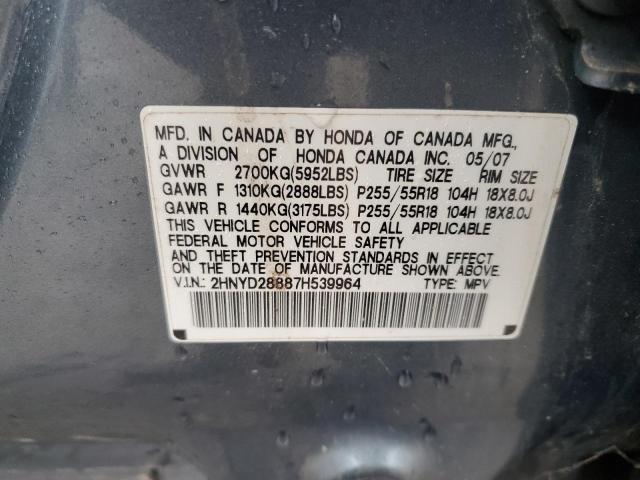 MFD. IN CANADA BY HONDA OF CANADA MFG.,
A DIVISION OF HONDA CANADA INC. 05/07
GVWR 2700KG(5952LBS) TIRE SIZE RIM SIZE
GAWR F 1310KG(2888LBS) P255/55R18 104H 18X8.0J
GAWR R 1440KG(3175LBS) P255/55R18 104H 18X8.0J
THIS VEHICLE CONFORMS TO ALL APPLICABLE
FEDERAL MOTOR VEHICLE SAFETY
AND THEFT PREVENTION STANDARDS IN EFFECT
ON THE DATE OF MANUFACTURE SHOWN ABOVE.
V.I.N.: 2HNYD28887H539964 TYPE: MPV